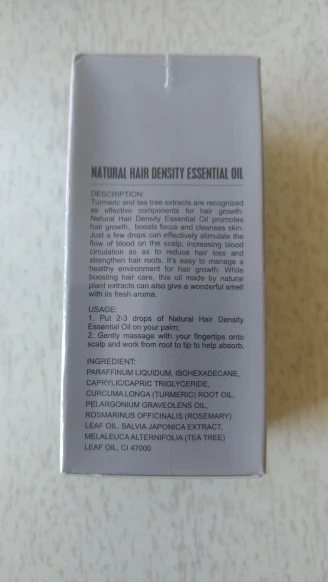 NATURAL HAIR DENSITY ESSENTIAL OIL
DESCRIPTION:
Turmeric and tea tree extracts are recognized
as effective components for hair growth.
Natural Hair Density Essential Oil promotes
hair growth, boosts focus and cleanses skin.
Just a few drops can effectively stimulate the
flow of blood on the scalp, increasing blood
circulation so as to reduce hair loss and
strengthen hair roots. It's easy to manage a
healthy environment for hair growth. While
boosting hair care, this oil made by natural
plant extracts can also give a wonderful smell
with its fresh aroma.
USAGE:
1. Put 2-3 drops of Natural Hair Density
Essential Oil on your palm;
2. Gently massage with your fingertips onto
scalp and work from root to tip to help absorb.
INGREDIENT:
PARAFFINUM LIQUIDUM, ISOHEXADECANE,
CAPRYLIC/CAPRIC TRIGLYCERIDE,
CURCUMA LONGA (TURMERIC) ROOT OIL,
PELARGONIUM GRAVEOLENS OIL,
ROSMARINUS OFFICINALIS (ROSEMARY)
LEAF OIL, SALVIA JAPONICA EXTRACT,
MELALEUCA ALTERNIFOLIA (TEA TREE)
LEAF OIL, CI 47000